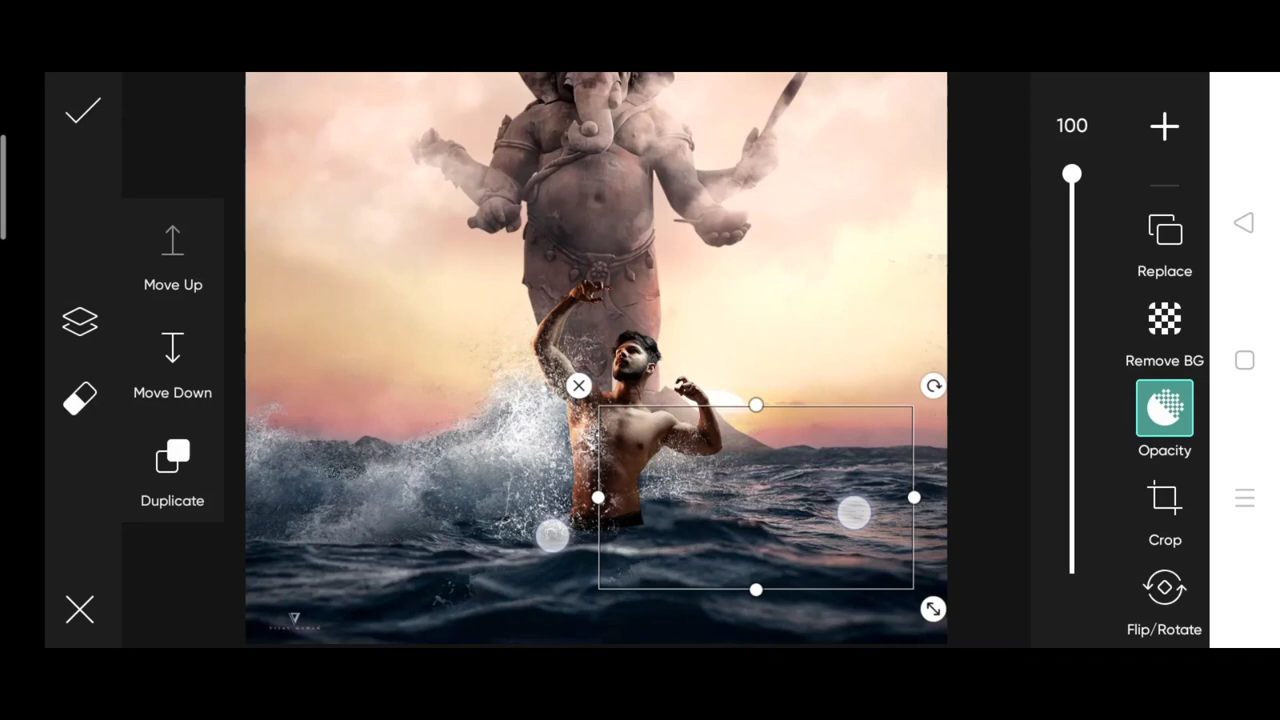 100
Move Up
Replace
Move Down
Remove BG
Opacity
Duplicate
Crop
Flip/Rotate